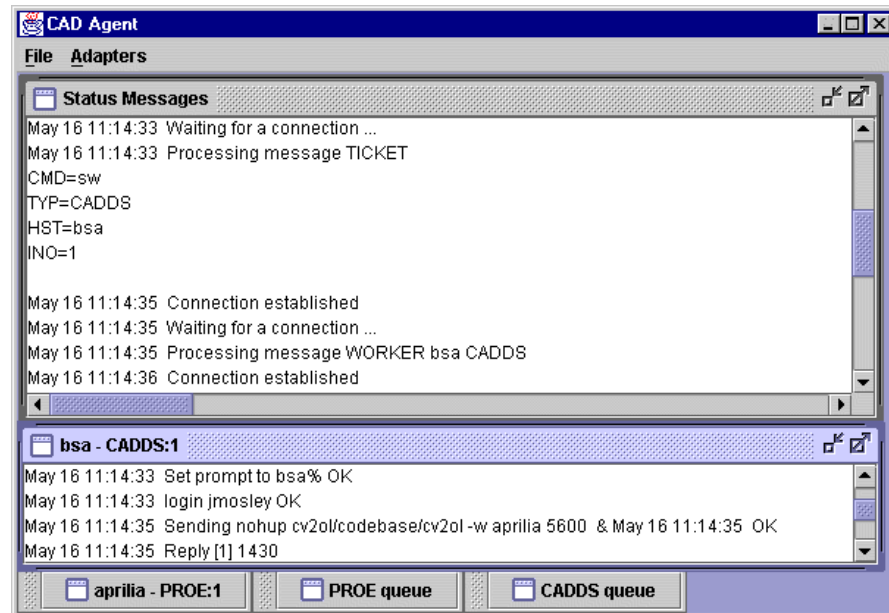 CAD Agent
File Adapters
Status Messages
May 16 11:14:33 Waiting for a connection ...
May 16 11:14:33 Processing message TICKET
CMD=sw
TYP=CADDS
HST=bsa
INO=1
May 16 11:14:35 Connection established
May 16 11:14:35 Waiting for a connection ...
May 16 11:14:35 Processing message WORKER bsa CADDS
May 16 11:14:36 Connection established
bsa - CADDS:1
May 16 11:14:33 Set prompt to bsa% OK
May 16 11:14:33 login jmosley OK
May 16 11:14:35 Sending nohup cv2ol/codebase/cv2ol -w aprilia 5600 & May 16 11:14:35 OK
May 16 11:14:35 Reply [1] 1430
aprilia - PROE:1 PROE queue CADDS queue